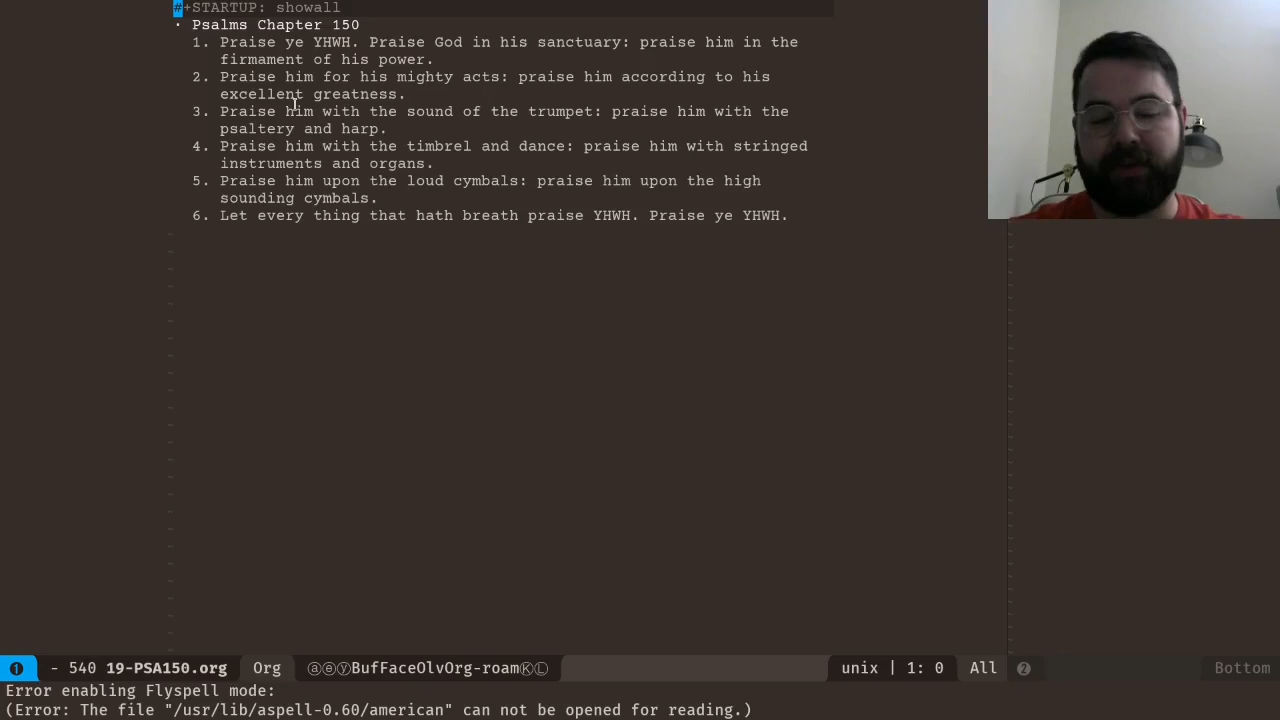 #+STARTUP: showall
· Psalms Chapter 150
1. Praise ye YHWH. Praise God in his sanctuary: praise him in the
firmament of his power.
2. Praise him for his mighty acts: praise him according to his
excellent greatness.
3. Praise him with the sound of the trumpet: praise him with the
psaltery and harp.
4. Praise him with the timbrel and dance: praise him with stringed
instruments and organs.
5. Praise him upon the loud cymbals: praise him upon the high
sounding cymbals.
6. Let every thing that hath breath praise YHWH. Praise ye YHWH.
❶ - 540 19-PSA150.org Org ⓐⓔⓨBufFaceOlvOrg-roamⓀⓁ unix | 1: 0 All ❷ Bottom
Error enabling Flyspell mode:
(Error: The file "/usr/lib/aspell-0.60/american" can not be opened for reading.)